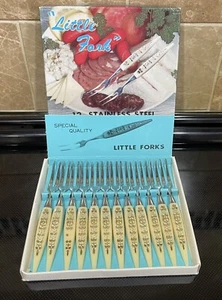 "Little
Fork"
12 STAINLESS STEEL
SPECIAL
QUALITY
LITTLE FORKS